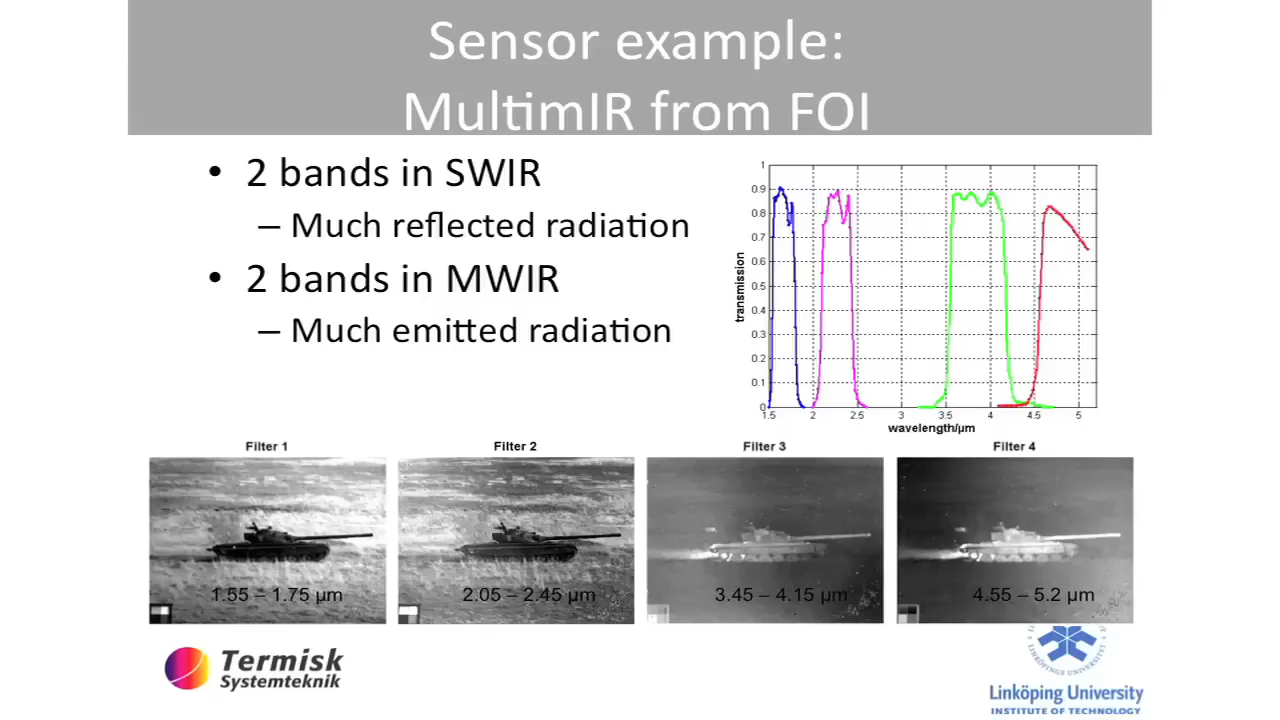 Sensor example:
MultimIR from FOI
• 2 bands in SWIR
– Much reflected radiation
• 2 bands in MWIR
– Much emitted radiation
1
0.9
0.8
0.7
0.6
0.5
0.4
0.3
0.2
0.1
0
transmission
1.5 2 2.5 3 3.5 4 4.5 5
wavelength/µm
Filter 1 Filter 2 Filter 3 Filter 4
1.55 – 1.75 µm 2.05 – 2.45 µm 3.45 – 4.15 µm 4.55 – 5.2 µm
Termisk
Systemteknik
LINKÖPINGS UNIVERSITET
Linköping University
INSTITUTE OF TECHNOLOGY